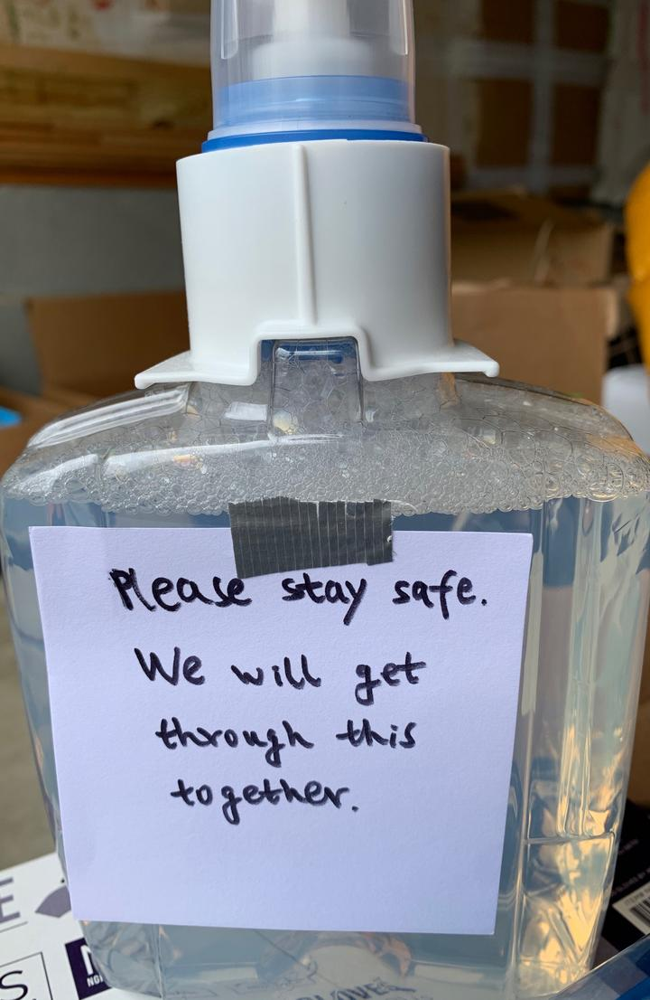 Please stay safe.
We will get
through this
together.